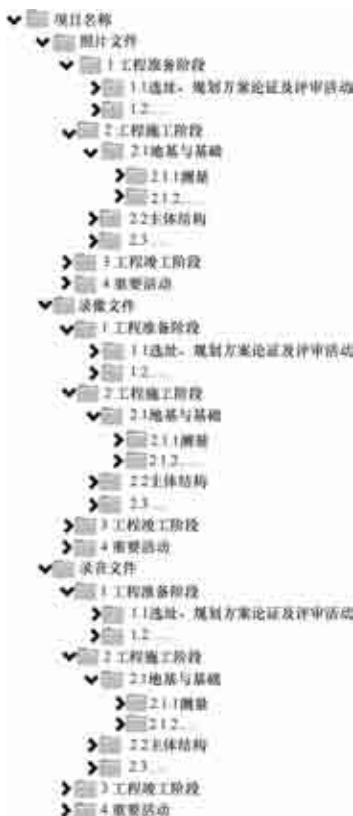 项目名称
照片文件
1 工程准备阶段
1.1选址、规划方案论证及评审活动
1.2……
2 工程施工阶段
2.1地基与基础
2.1.1测量
2.1.2……
2.2主体结构
2.3……
3 工程竣工阶段
4 重要活动
录像文件
1 工程准备阶段
1.1选址、规划方案论证及评审活动
1.2……
2 工程施工阶段
2.1地基与基础
2.1.1测量
2.1.2……
2.2主体结构
2.3……
3 工程竣工阶段
4 重要活动
录音文件
1 工程准备阶段
1.1选址、规划方案论证及评审活动
1.2……
2 工程施工阶段
2.1地基与基础
2.1.1测量
2.1.2……
2.2主体结构
2.3……
3 工程竣工阶段
4 重要活动